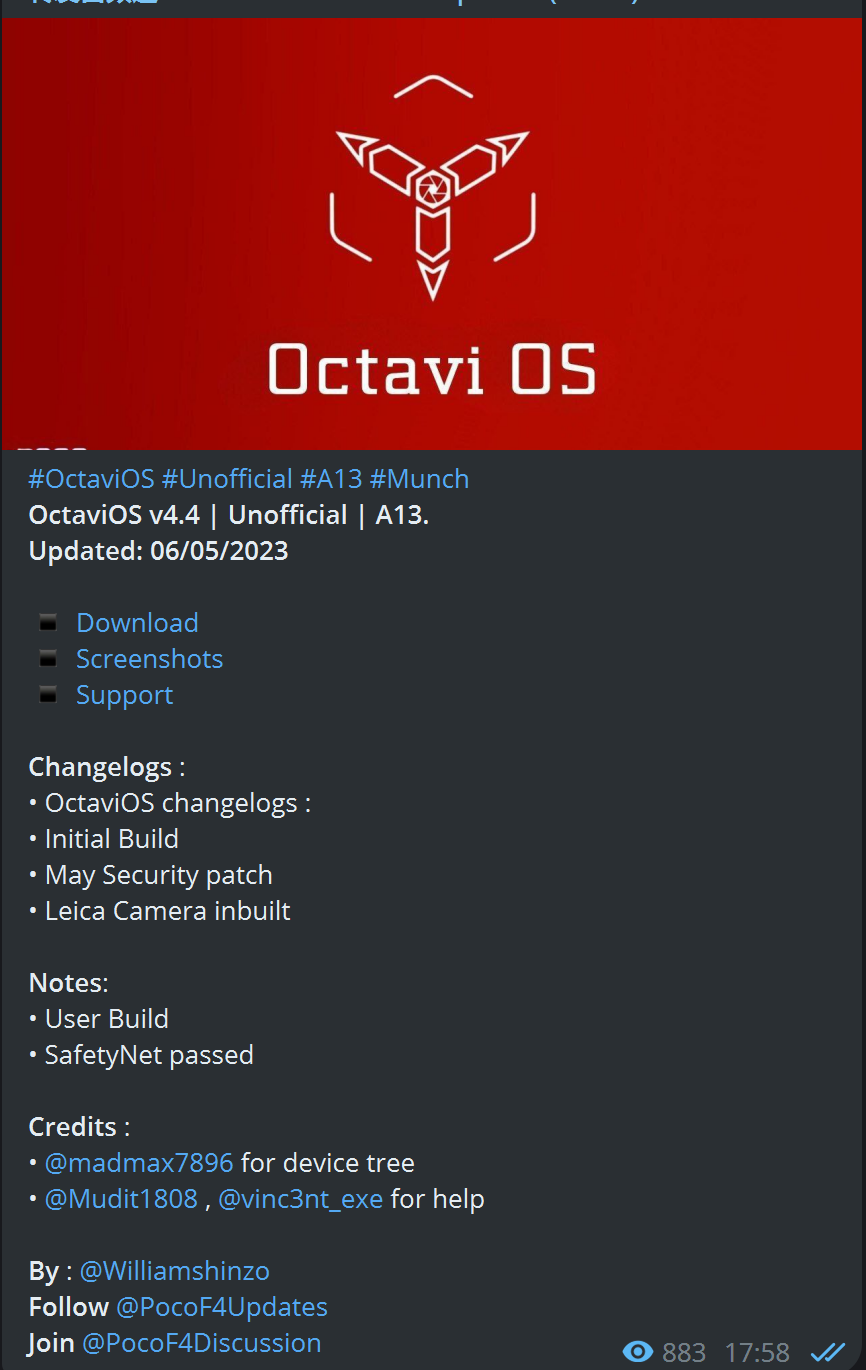 Octavi OS
#OctaviOS #Unofficial #A13 #Munch
OctaviOS v4.4 | Unofficial | A13.
Updated: 06/05/2023
Download
Screenshots
Support
Changelogs :
• OctaviOS changelogs :
• Initial Build
• May Security patch
• Leica Camera inbuilt
Notes:
• User Build
• SafetyNet passed
Credits :
• @madmax7896 for device tree
• @Mudit1808 , @vinc3nt_exe for help
By : @Williamshinzo
Follow @PocoF4Updates
Join @PocoF4Discussion
883 17:58